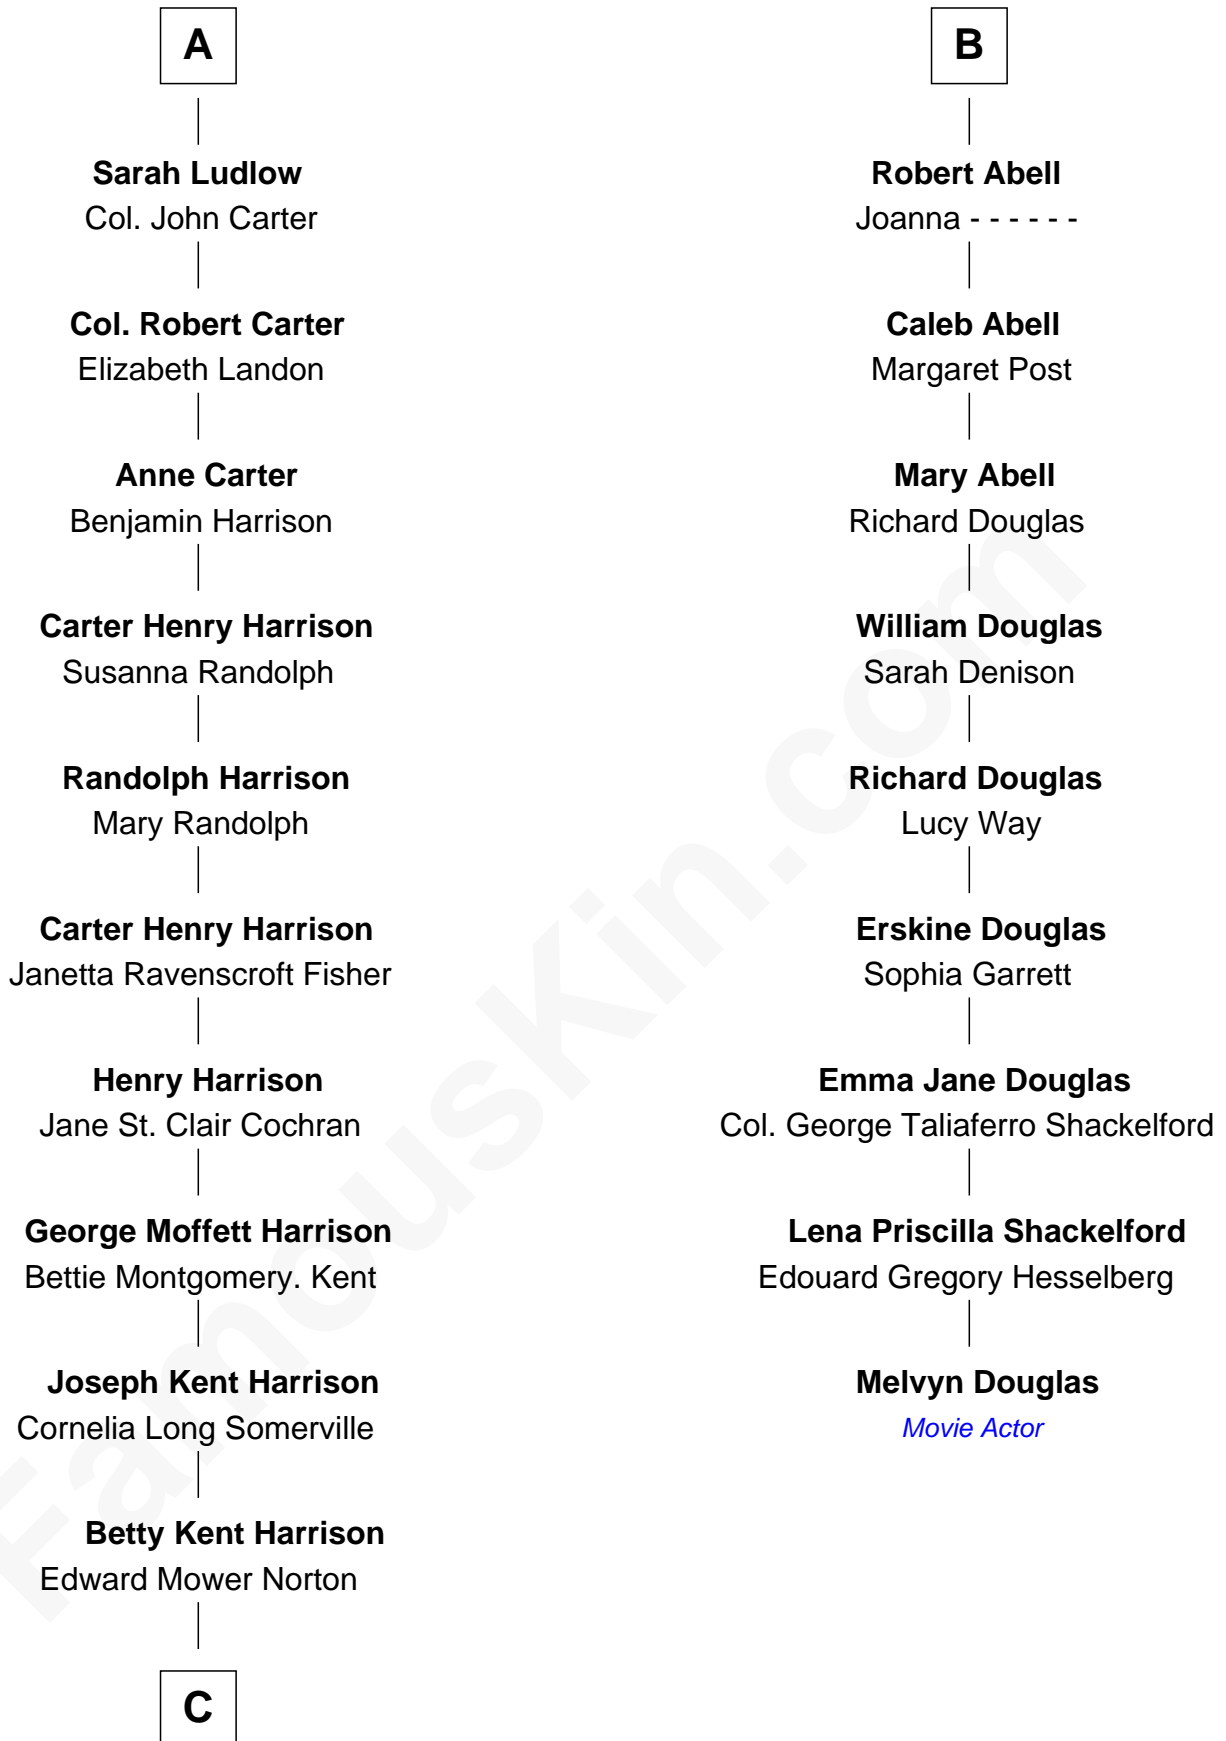 A
Sarah Ludlow
Col. John Carter
Col. Robert Carter
Elizabeth Landon
Anne Carter
Benjamin Harrison
Carter Henry Harrison
Susanna Randolph
Randolph Harrison
Mary Randolph
Carter Henry Harrison
Janetta Ravenscroft Fisher
Henry Harrison
Jane St. Clair Cochran
George Moffett Harrison
Bettie Montgomery. Kent
Joseph Kent Harrison
Cornelia Long Somerville
Betty Kent Harrison
Edward Mower Norton
C
B
Robert Abell
Joanna - - - - - -
Caleb Abell
Margaret Post
Mary Abell
Richard Douglas
William Douglas
Sarah Denison
Richard Douglas
Lucy Way
Erskine Douglas
Sophia Garrett
Emma Jane Douglas
Col. George Taliaferro Shackelford
Lena Priscilla Shackelford
Edouard Gregory Hesselberg
Melvyn Douglas
Movie Actor
FamousKin.com